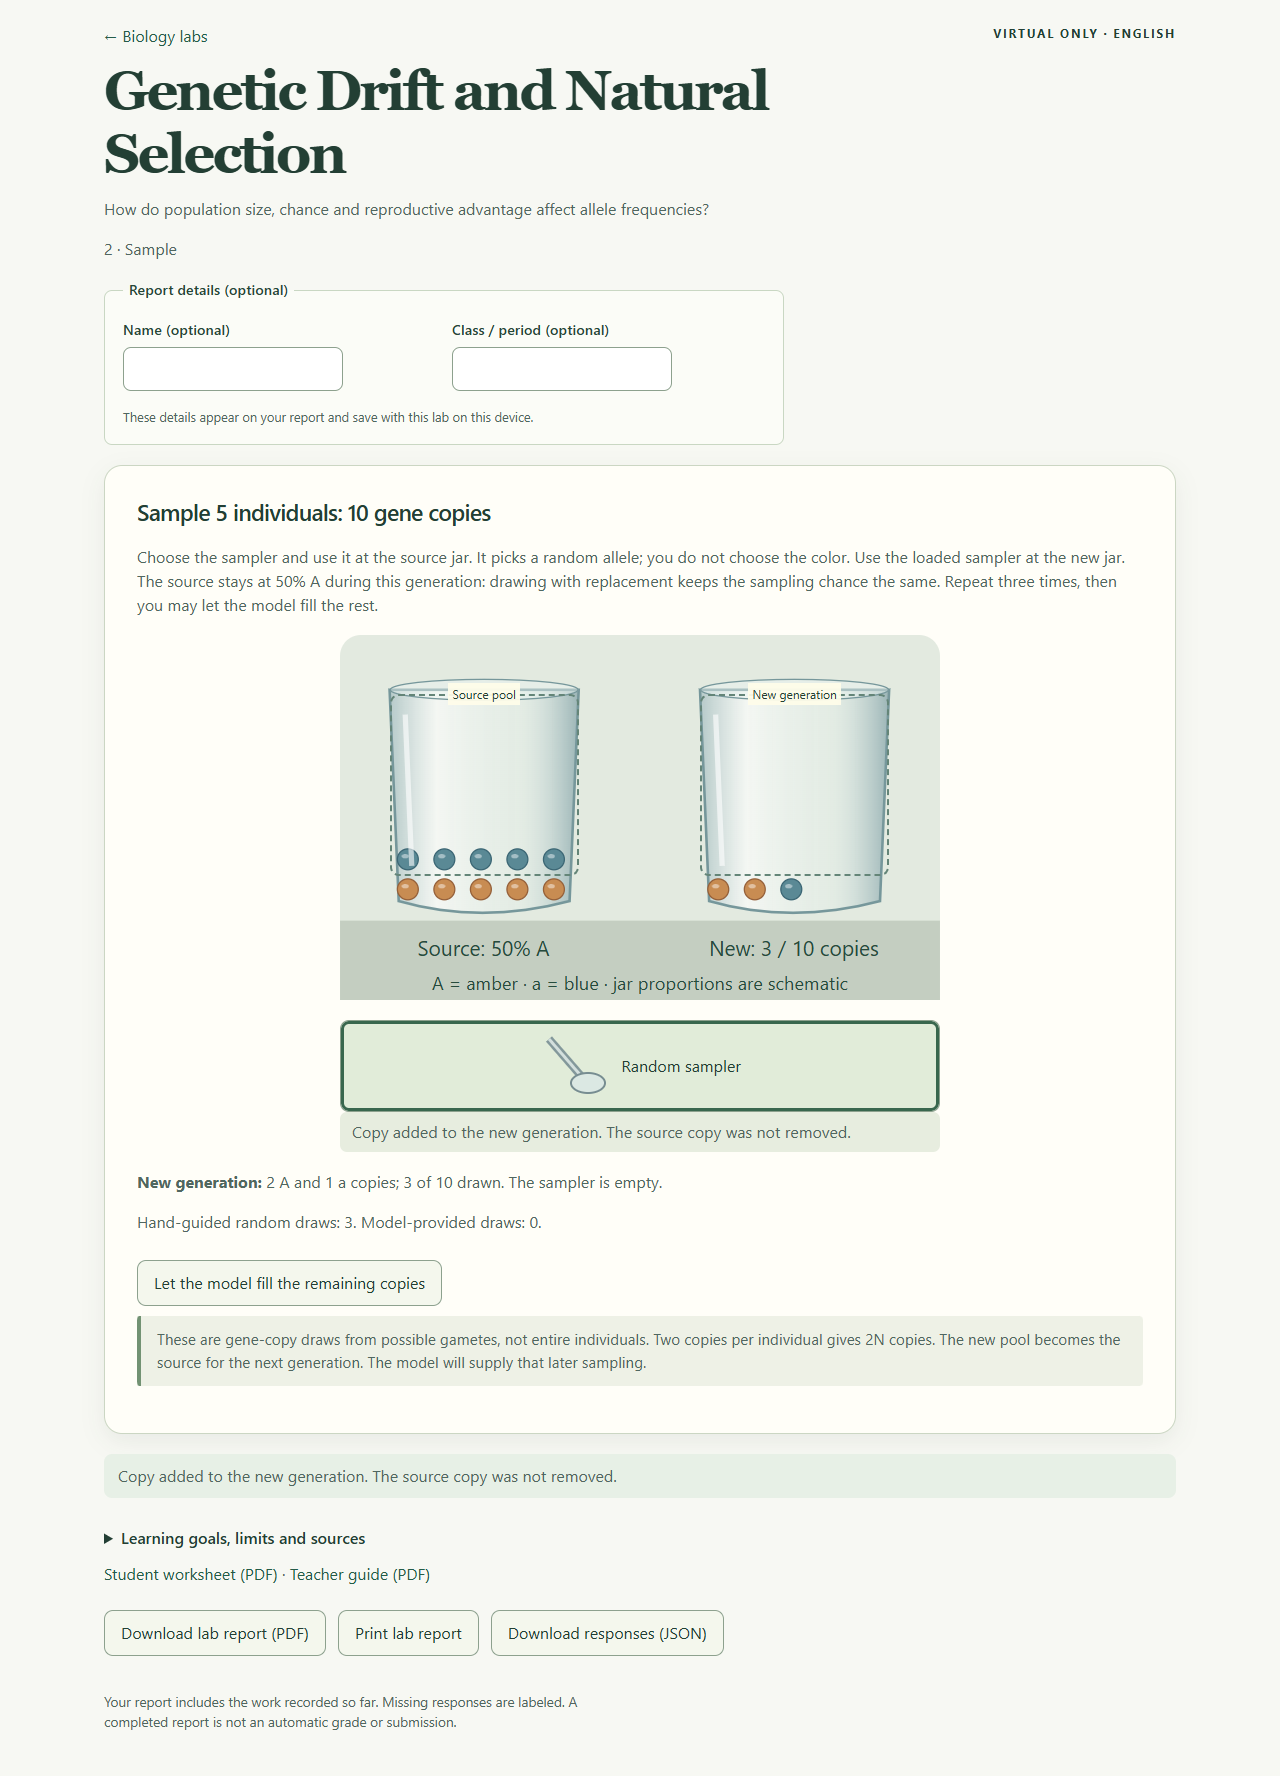 ← Biology labs
VIRTUAL ONLY · ENGLISH
Genetic Drift and Natural
Selection
How do population size, chance and reproductive advantage affect allele frequencies?
2 · Sample
Report details (optional)
Name (optional)
Class / period (optional)
These details appear on your report and save with this lab on this device.
Sample 5 individuals: 10 gene copies
Choose the sampler and use it at the source jar. It picks a random allele; you do not choose the color. Use the loaded sampler at the new jar.
The source stays at 50% A during this generation: drawing with replacement keeps the sampling chance the same. Repeat three times, then
you may let the model fill the rest.
Source pool
New generation
Source: 50% A
New: 3 / 10 copies
A = amber · a = blue · jar proportions are schematic
Random sampler
Copy added to the new generation. The source copy was not removed.
New generation: 2 A and 1 a copies; 3 of 10 drawn. The sampler is empty.
Hand-guided random draws: 3. Model-provided draws: 0.
Let the model fill the remaining copies
These are gene-copy draws from possible gametes, not entire individuals. Two copies per individual gives 2N copies. The new pool becomes the
source for the next generation. The model will supply that later sampling.
Copy added to the new generation. The source copy was not removed.
▶ Learning goals, limits and sources
Student worksheet (PDF) · Teacher guide (PDF)
Download lab report (PDF)
Print lab report
Download responses (JSON)
Your report includes the work recorded so far. Missing responses are labeled. A
completed report is not an automatic grade or submission.